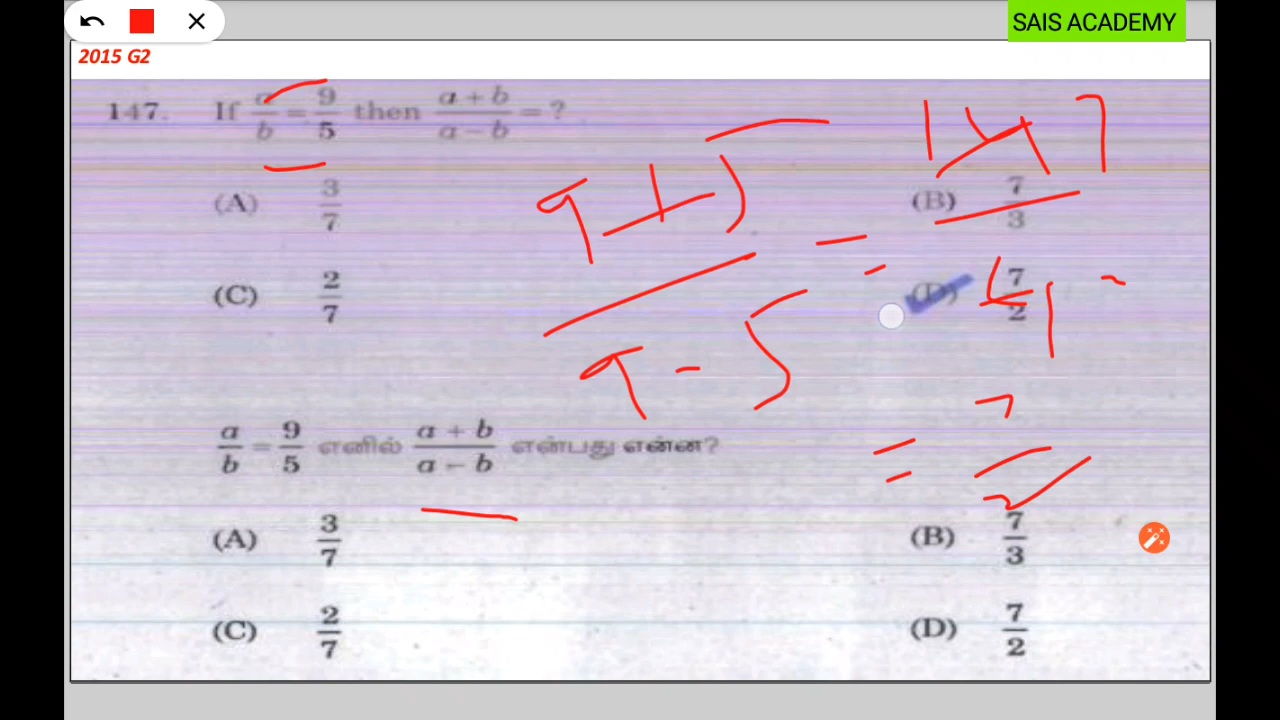 SAIS ACADEMY
2015 G2
147. If a/b = 9/5 then a + b/a - b = ?
(A) 3/7 (B) 7/3
(C) 2/7 (D) 7/2
9+5/9-5 = 14/4 = 7/2
a/b = 9/5 எனில் a + b/a - b என்பது என்ன?
(A) 3/7 (B) 7/3
(C) 2/7 (D) 7/2